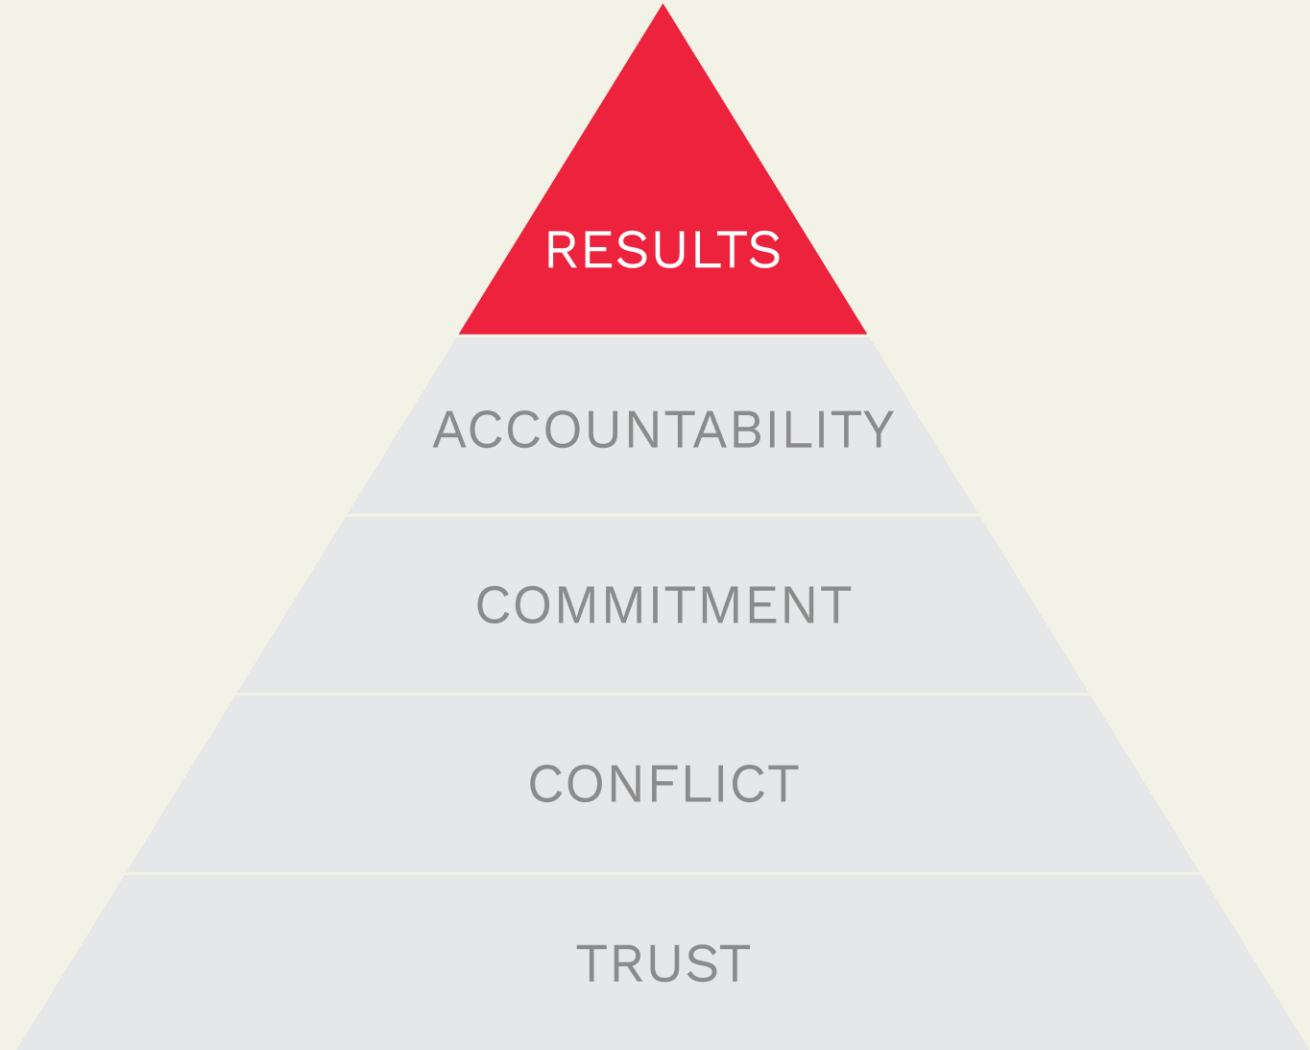 RESULTS
ACCOUNTABILITY
COMMITMENT
CONFLICT
TRUST